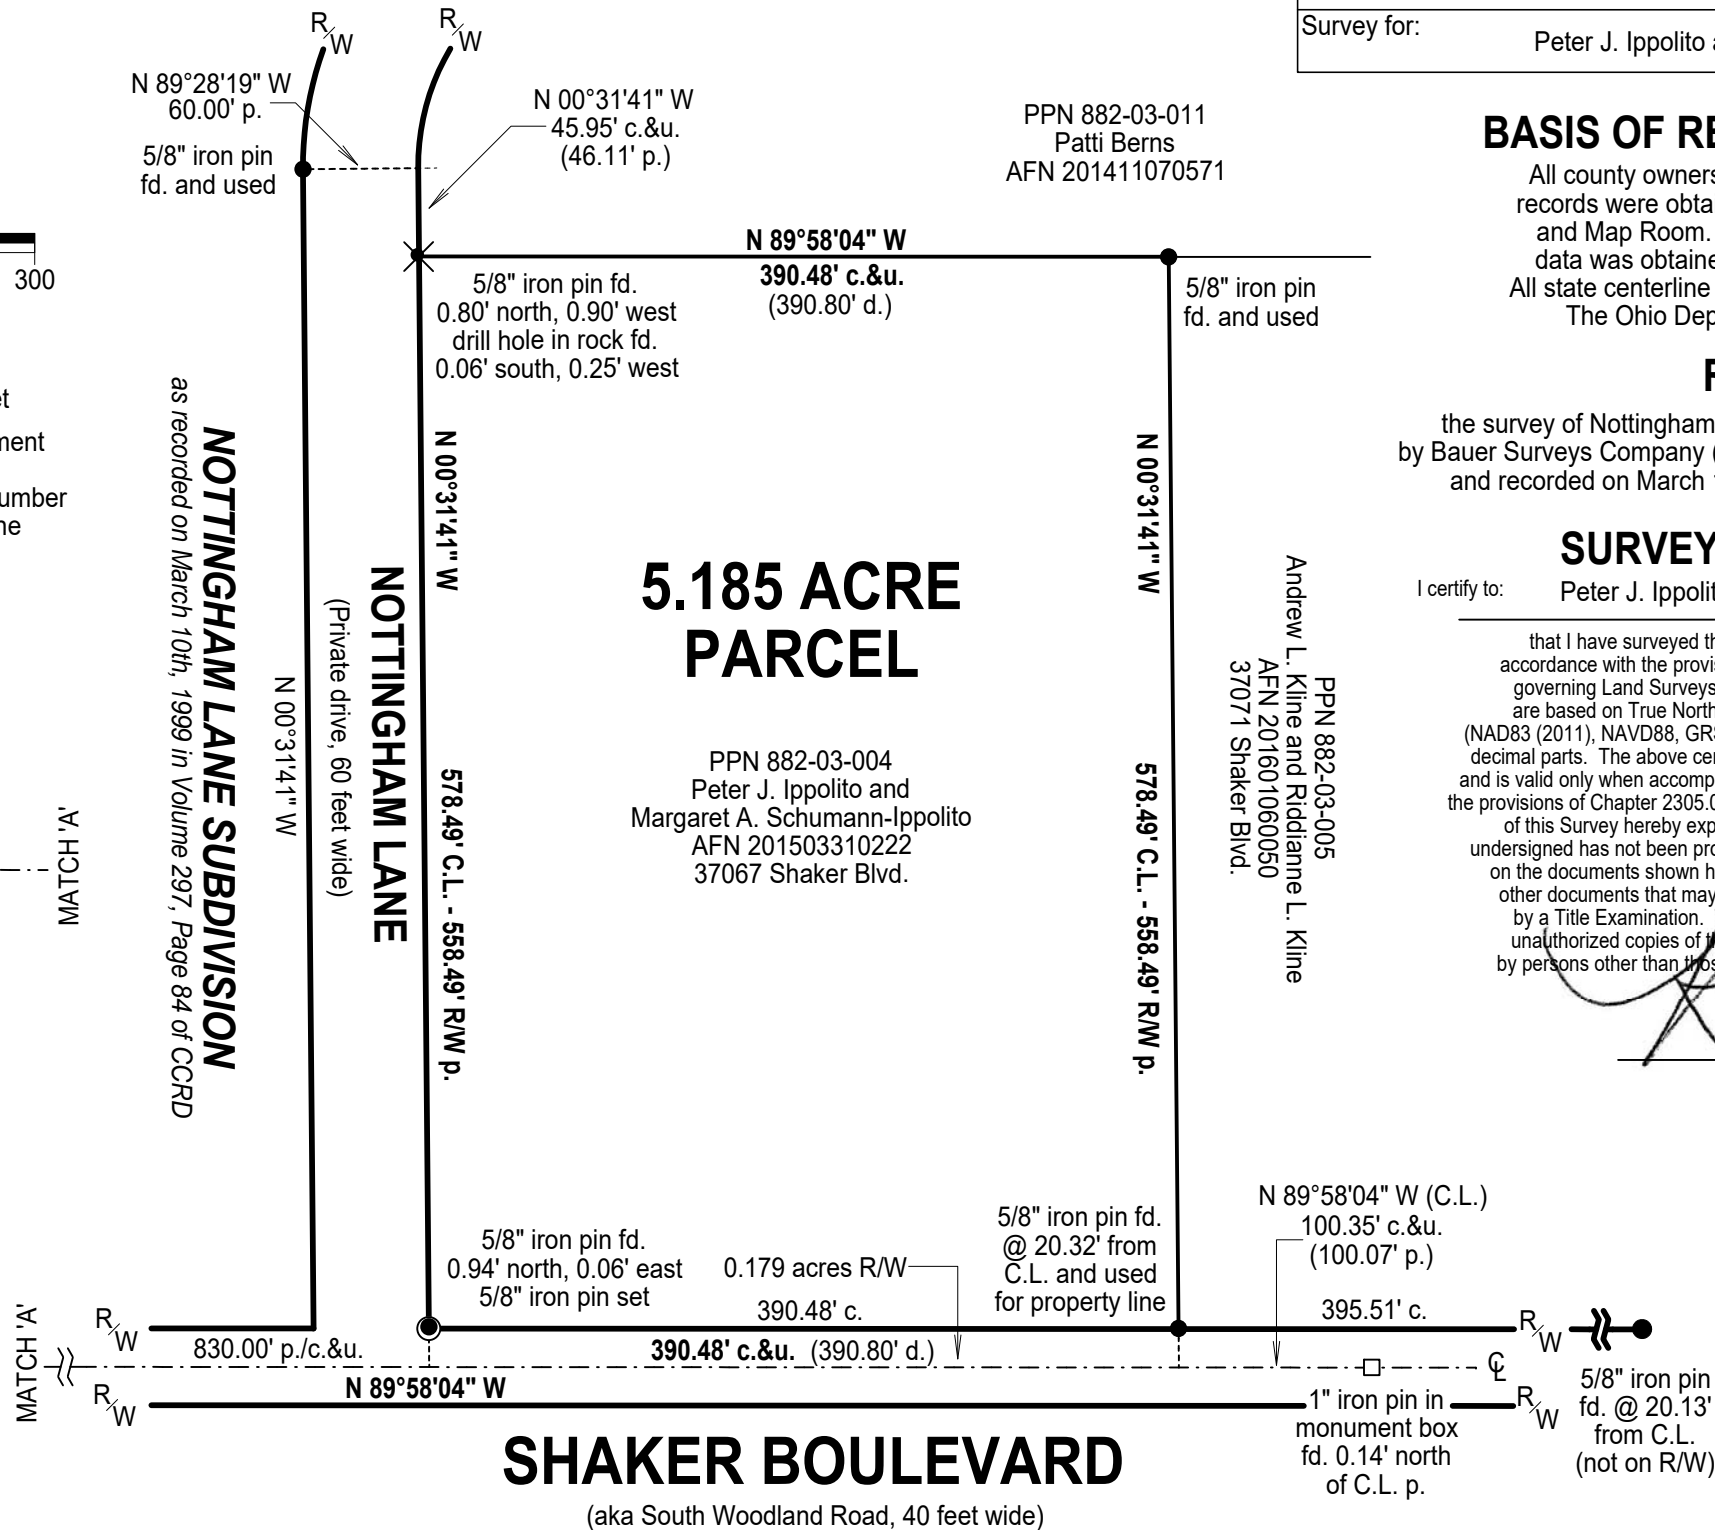 R/W
R/W
Survey for:
Peter J. Ippolito
N 89°28'19" W
60.00' p.
N 00°31'41" W
45.95' c.&u.
(46.11' p.)
5/8" iron pin
fd. and used
PPN 882-03-011
Patti Berns
AFN 201411070571
BASIS OF
All county
records were
and Map Room.
data was
All state centerline
The Ohio
300
N 89°58'04" W
390.48' c.&u.
(390.80' d.)
5/8" iron pin fd.
0.80' north, 0.90' west
drill hole in rock fd.
0.06' south, 0.25' west
5/8" iron pin
fd. and used
the survey of Nottingham
by Bauer Surveys Company
and recorded on March
NOTTINGHAM LANE SUBDIVISION
as recorded on March 10th, 1999 in Volume 297, Page 84 of CCRD
N 00°31'41" W
NOTTINGHAM LANE
(Private drive, 60 feet wide)
N 00°31'41" W
578.49' C.L. - 558.49' R/W p.
5.185 ACRE
PARCEL
PPN 882-03-004
Peter J. Ippolito and
Margaret A. Schumann-Ippolito
AFN 201503310222
37067 Shaker Blvd.
N 00°31'41" W
578.49' C.L. - 558.49' R/W p.
PPN 882-03-005
Andrew L. Kline and Riddianne L. Kline
AFN 201601060050
37071 Shaker Blvd.
SURVEY
I certify to:
Peter J.
that I have surveyed
accordance with the
governing Land Surveys
are based on True North
(NAD83 (2011), NAVD88,
decimal parts. The above
and is valid only when
the provisions of Chapter
of this Survey hereby
undersigned has not been
on the documents shown
other documents that may
by a Title Examination.
unauthorized copies of
by persons other than
MATCH 'A'
5/8" iron pin fd.
0.94' north, 0.06' east
5/8" iron pin set
0.179 acres R/W
5/8" iron pin fd.
@ 20.32' from
C.L. and used
for property line
N 89°58'04" W (C.L.)
100.35' c.&u.
(100.07' p.)
390.48' c.
395.51' c.
MATCH 'A'
R/W
830.00' p./c.&u.
390.48' c.&u. (390.80' d.)
R/W
CL
R/W
N 89°58'04" W
R/W
5/8" iron pin
fd. @ 20.13'
from C.L.
(not on R/W)
1" iron pin in
monument box
fd. 0.14' north
of C.L. p.
SHAKER BOULEVARD
(aka South Woodland Road, 40 feet wide)